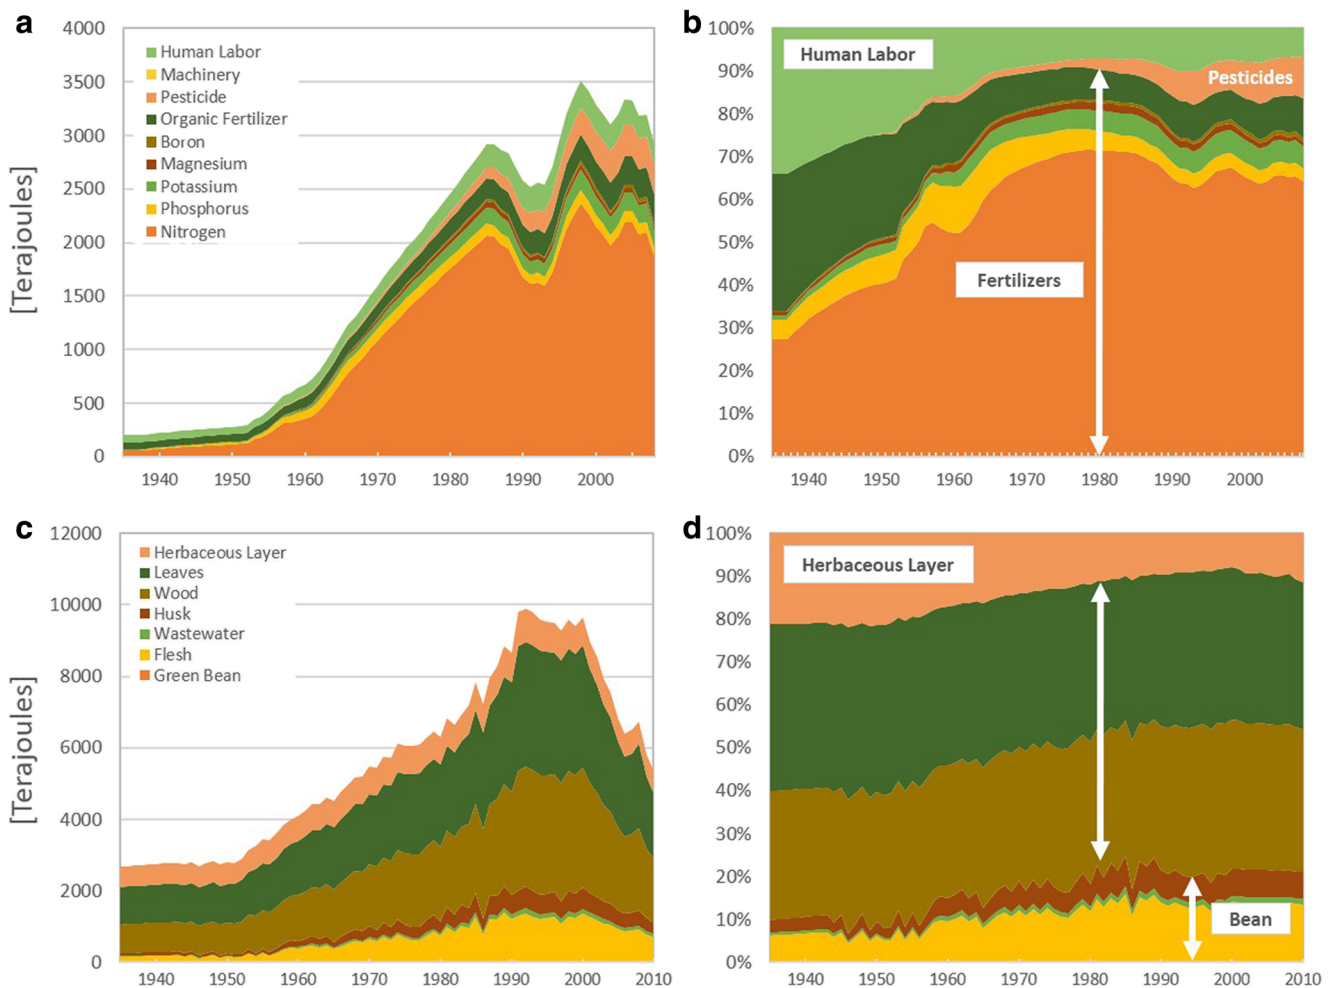 a
[Terajoules]
4000
3500
3000
2500
2000
1500
1000
500
0
Human Labor
Machinery
Pesticide
Organic Fertilizer
Boron
Magnesium
Potassium
Phosphorus
Nitrogen
1940 1950 1960 1970 1980 1990 2000
b
100%
90%
80%
70%
60%
50%
40%
30%
20%
10%
0%
Human Labor
Pesticides
Fertilizers
1940 1950 1960 1970 1980 1990 2000
c
[Terajoules]
12000
10000
8000
6000
4000
2000
0
Herbaceous Layer
Leaves
Wood
Husk
Wastewater
Flesh
Green Bean
1940 1950 1960 1970 1980 1990 2000 2010
d
100%
90%
80%
70%
60%
50%
40%
30%
20%
10%
0%
Herbaceous Layer
Bean
1940 1950 1960 1970 1980 1990 2000 2010